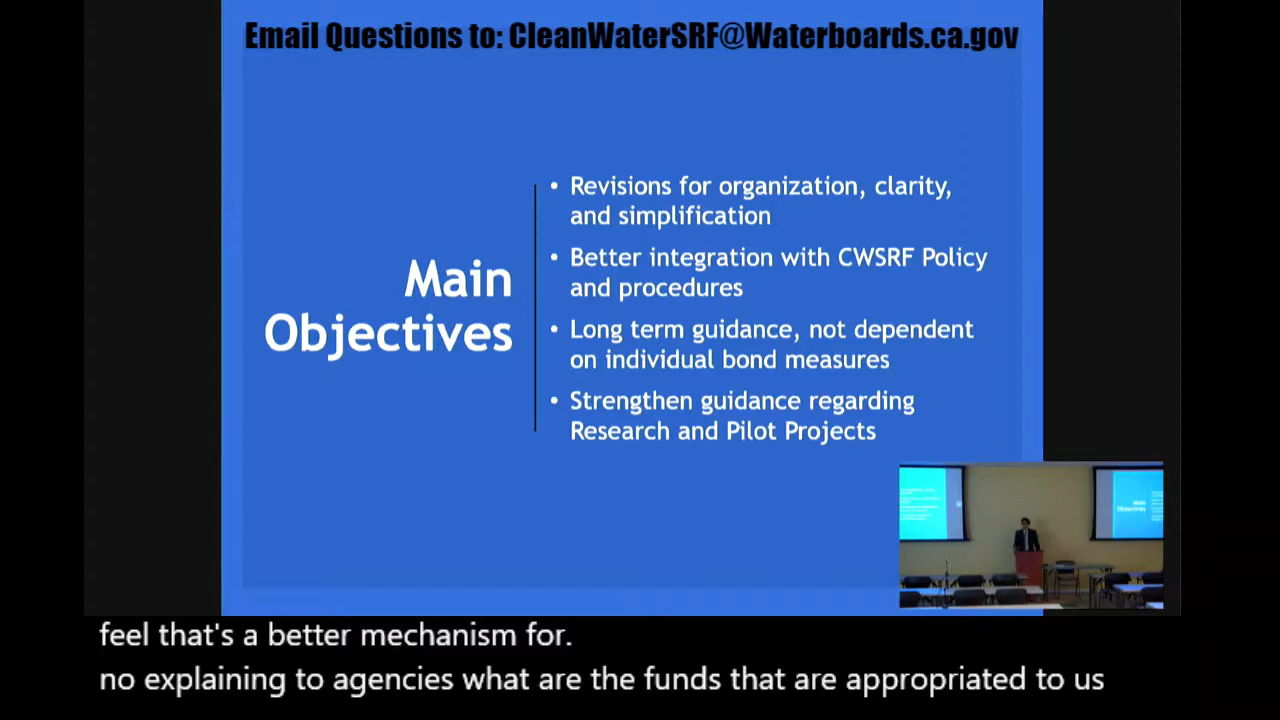 Email Questions to: CleanWaterSRF@Waterboards.ca.gov
Main
Objectives
• Revisions for organization, clarity,
and simplification
• Better integration with CWSRF Policy
and procedures
• Long term guidance, not dependent
on individual bond measures
• Strengthen guidance regarding
Research and Pilot Projects
Main
Objectives
feel that's a better mechanism for.
no explaining to agencies what are the funds that are appropriated to us